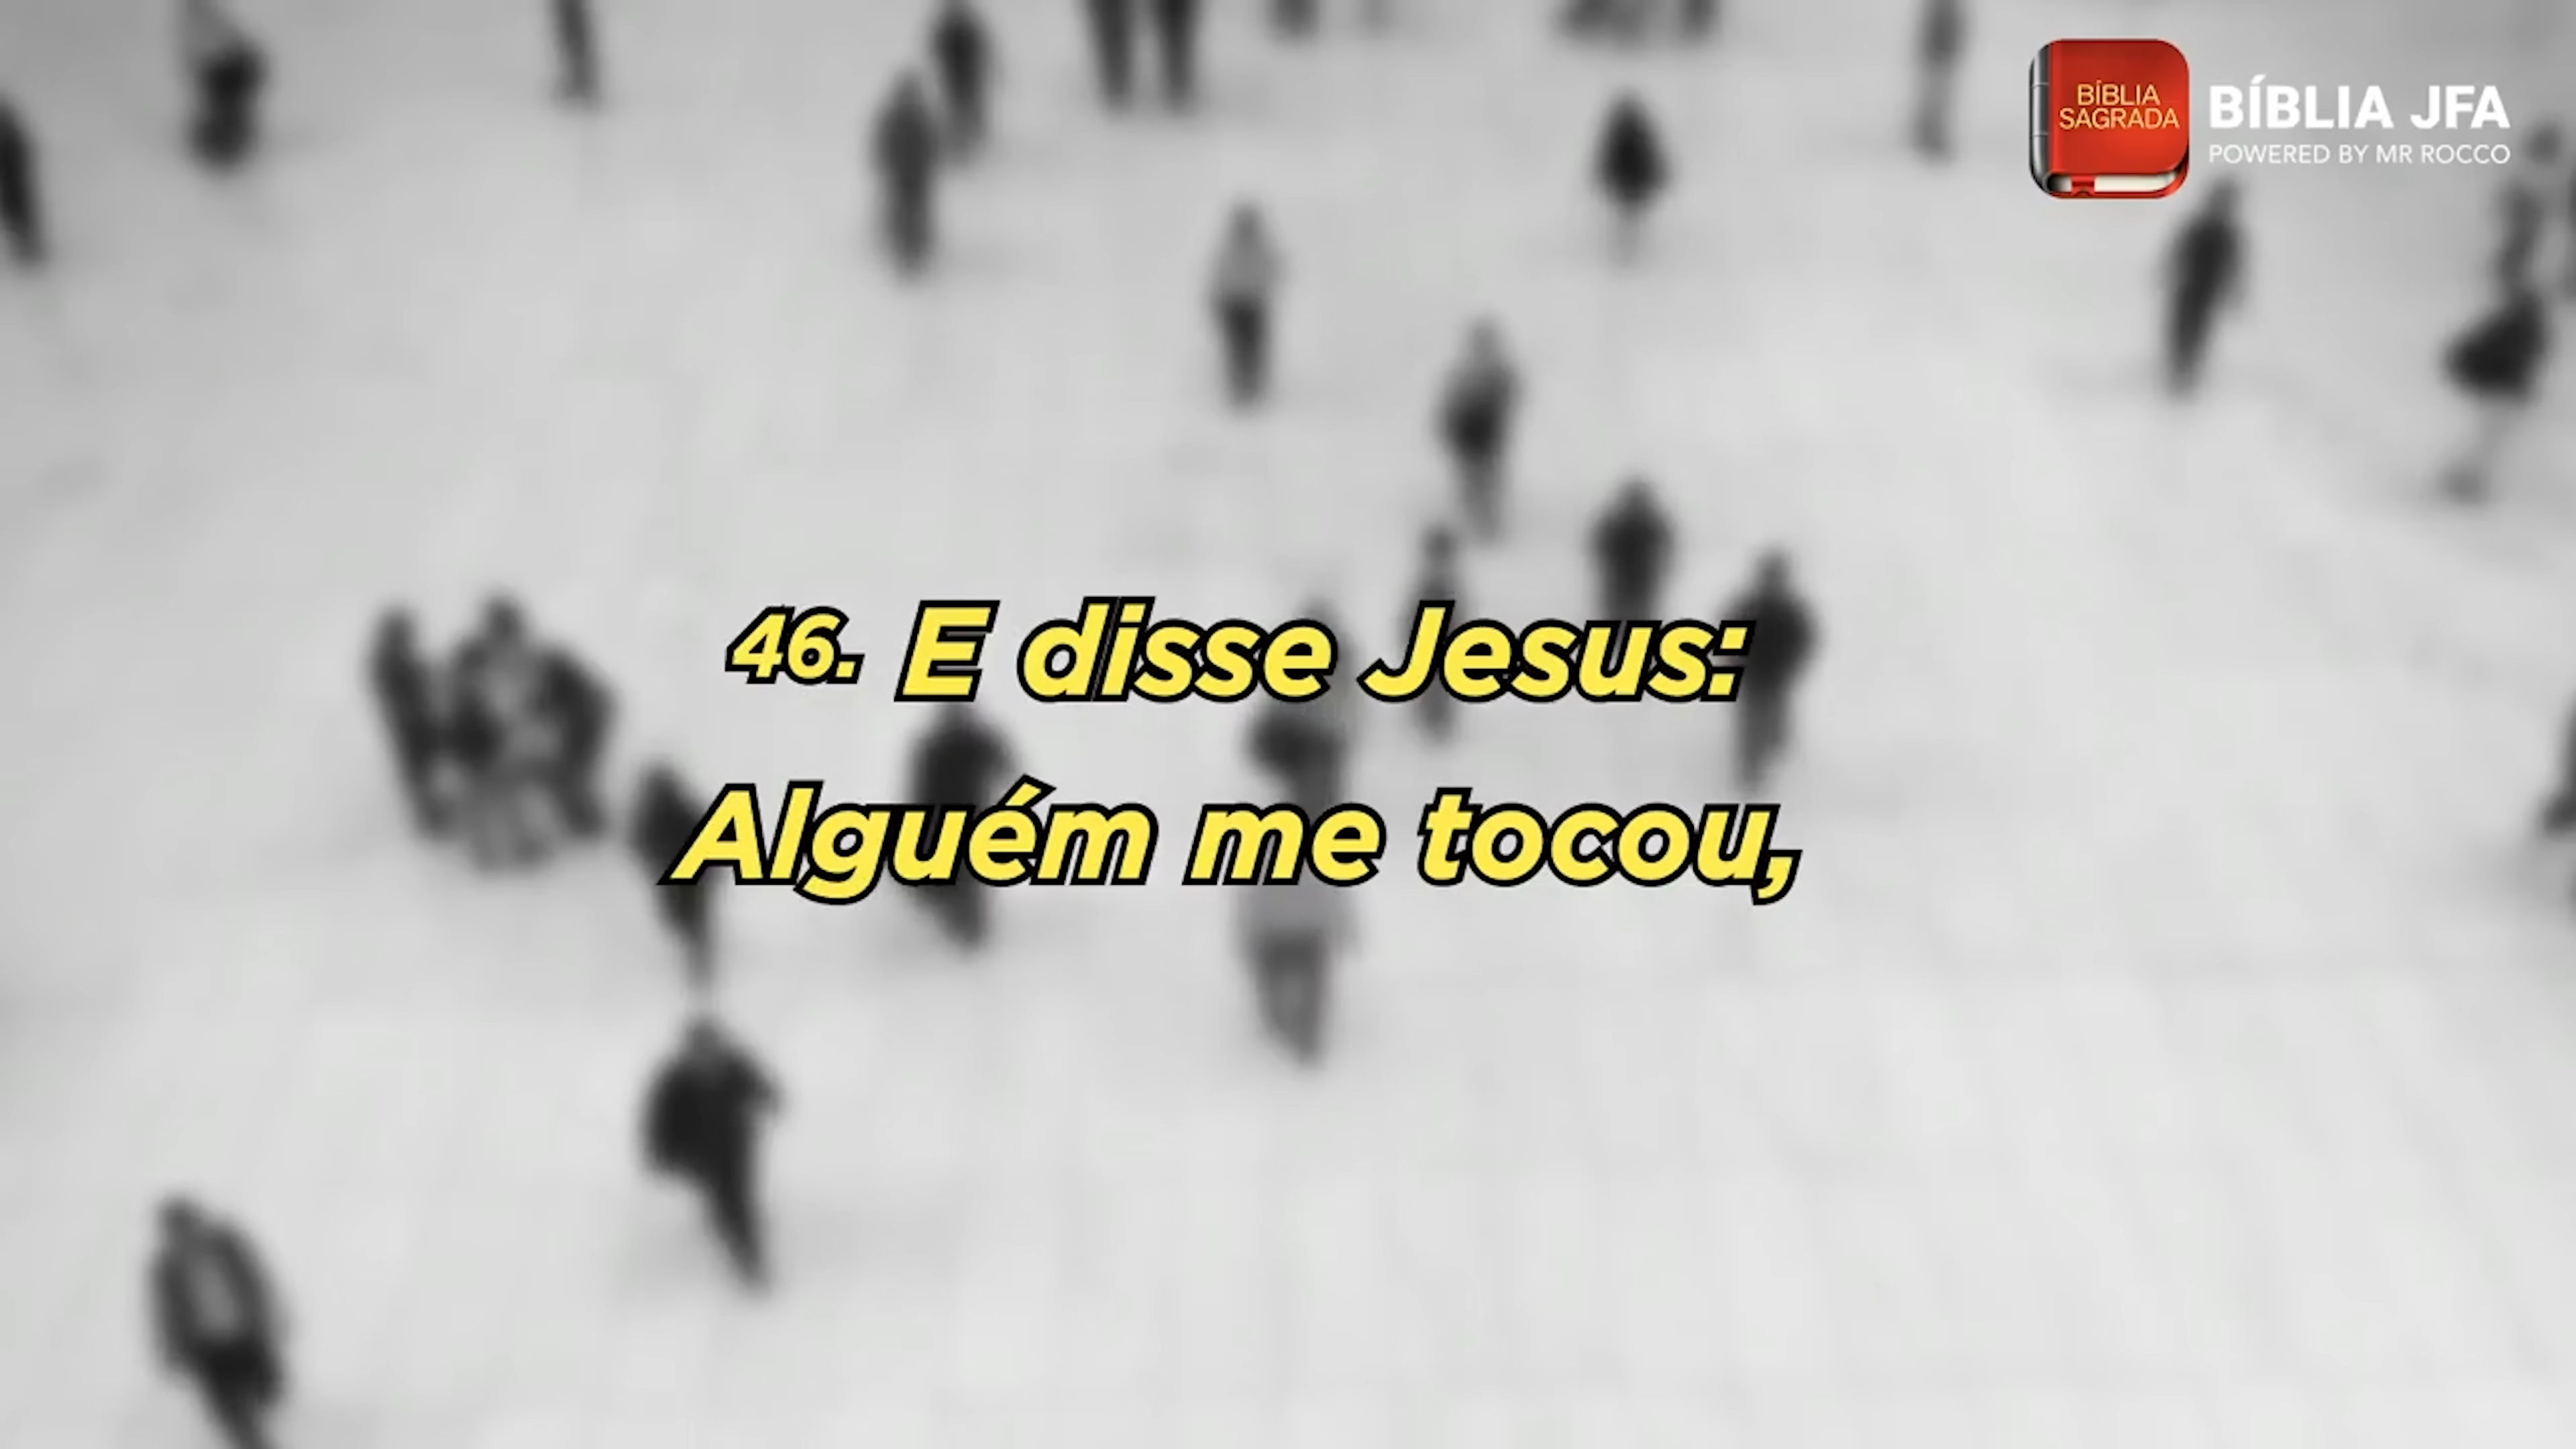 BÍBLIA
SAGRADA
BÍBLIA JFA
POWERED BY MR ROCCO
46. E disse Jesus:
Alguém me tocou,